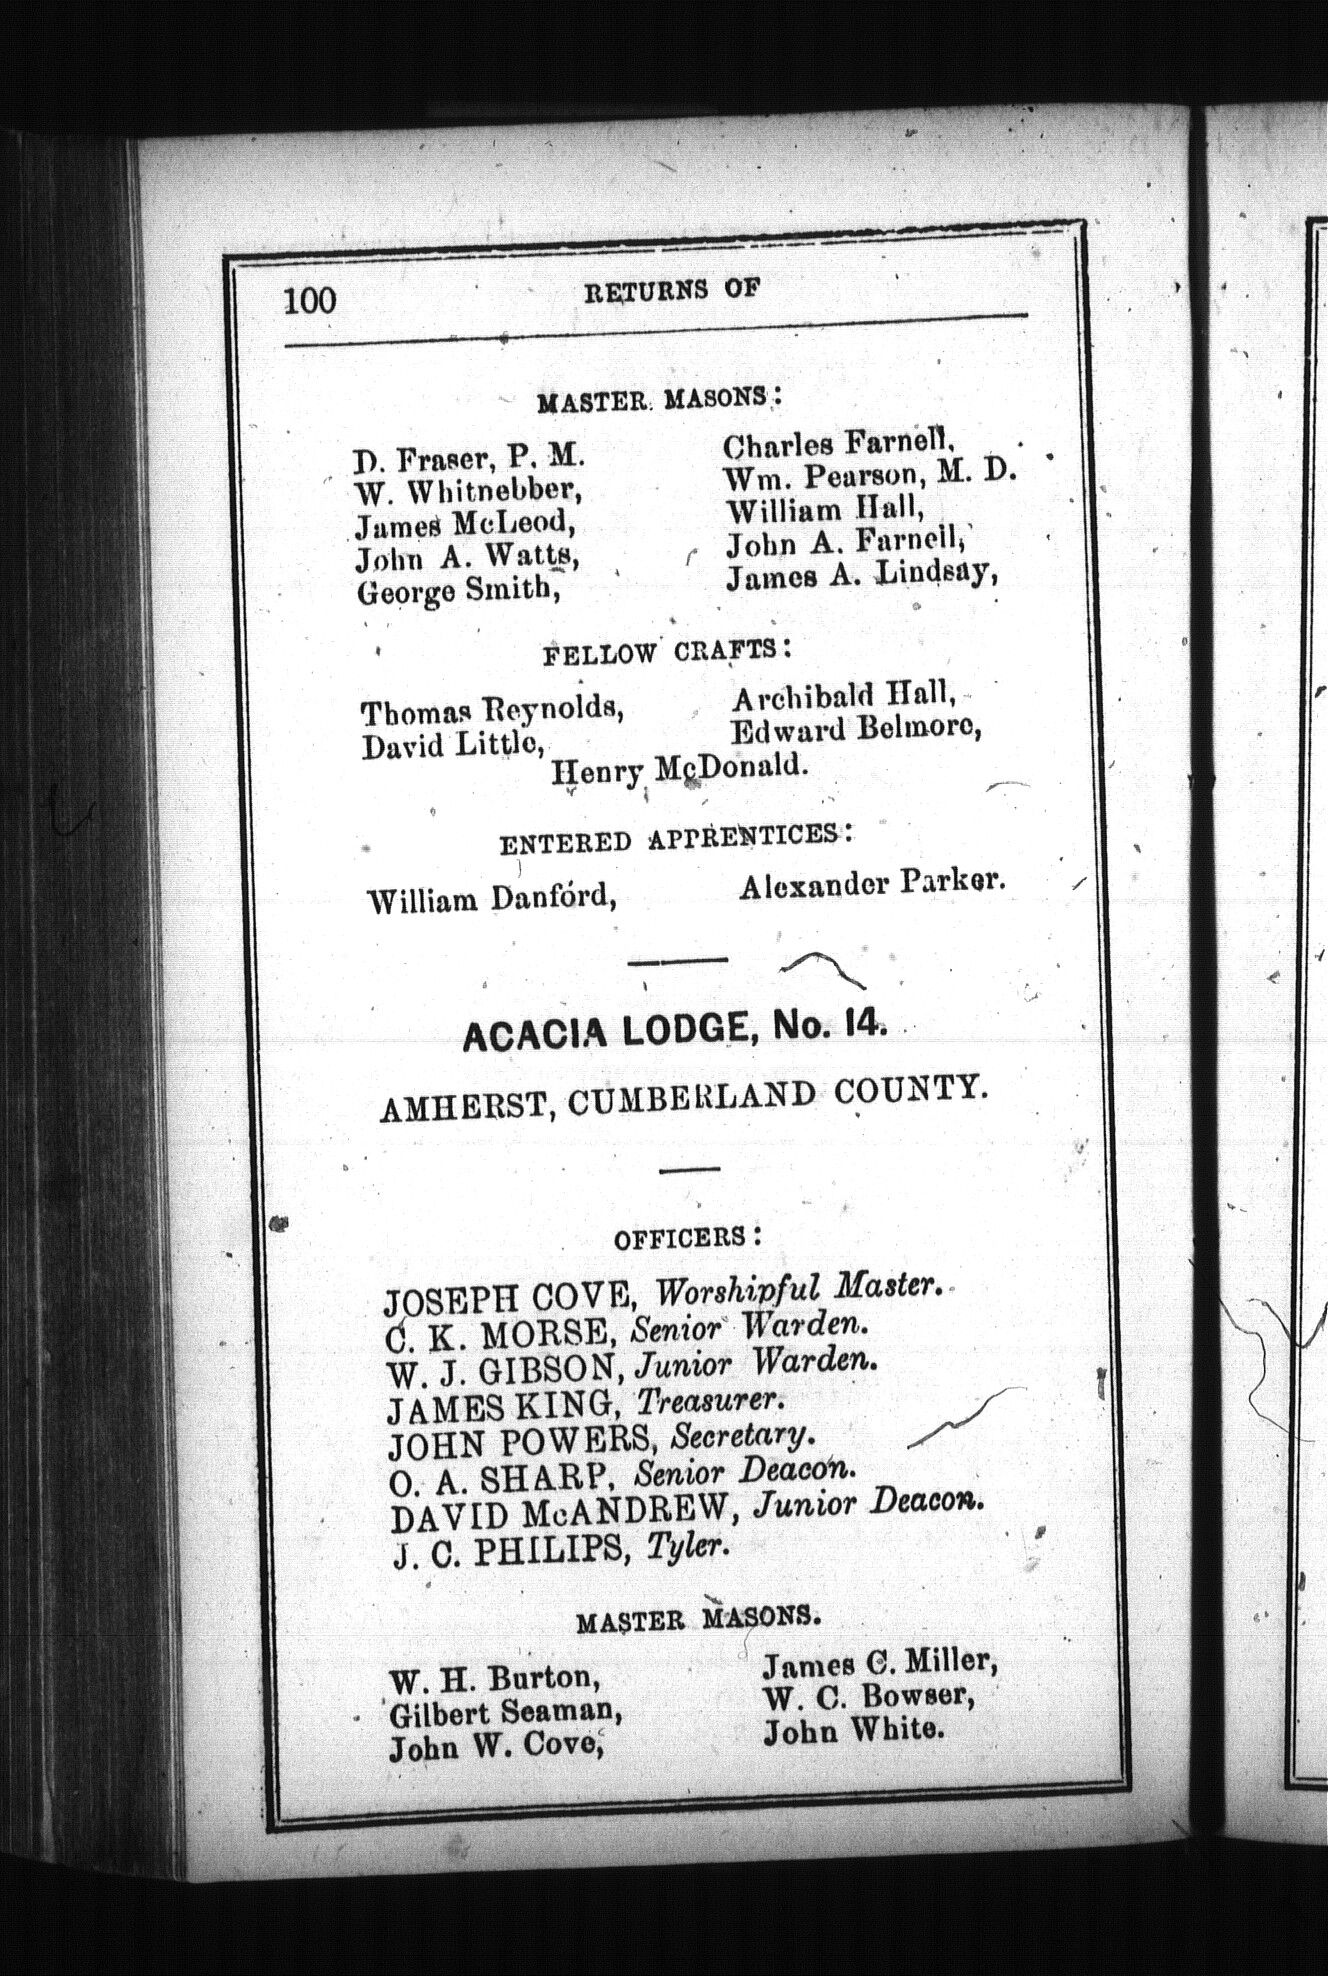 100 RETURNS OF
MASTER MASONS:
D. Fraser, P. M. Charles Farnell,
W. Whitnebber, Wm. Pearson, M. D.
James McLeod, William Hall,
John A. Watts, John A. Farnell,
George Smith, James A. Lindsay,
FELLOW CRAFTS:
Thomas Reynolds, Archibald Hall,
David Little, Edward Belmore,
Henry McDonald.
ENTERED APPRENTICES:
William Danford, Alexander Parker.
ACACIA LODGE, No. 14.
AMHERST, CUMBERLAND COUNTY.
OFFICERS:
JOSEPH COVE, Worshipful Master.
C. K. MORSE, Senior Warden.
W. J. GIBSON, Junior Warden.
JAMES KING, Treasurer.
JOHN POWERS, Secretary.
O. A. SHARP, Senior Deacon.
DAVID McANDREW, Junior Deacon.
J. C. PHILIPS, Tyler.
MASTER MASONS.
W. H. Burton, James C. Miller,
Gilbert Seaman, W. C. Bowser,
John W. Cove, John White.